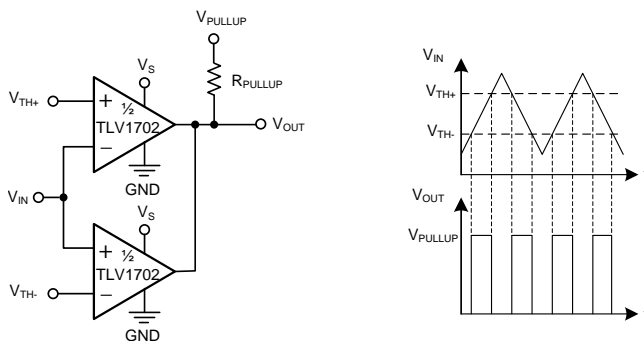 VPULLUP
VS
RPULLUP
VTH+
+
½
TLV1702
−
VOUT
GND
VIN
VS
+
½
TLV1702
VTH-
−
GND
VIN
VTH+
VTH-
VOUT
VPULLUP